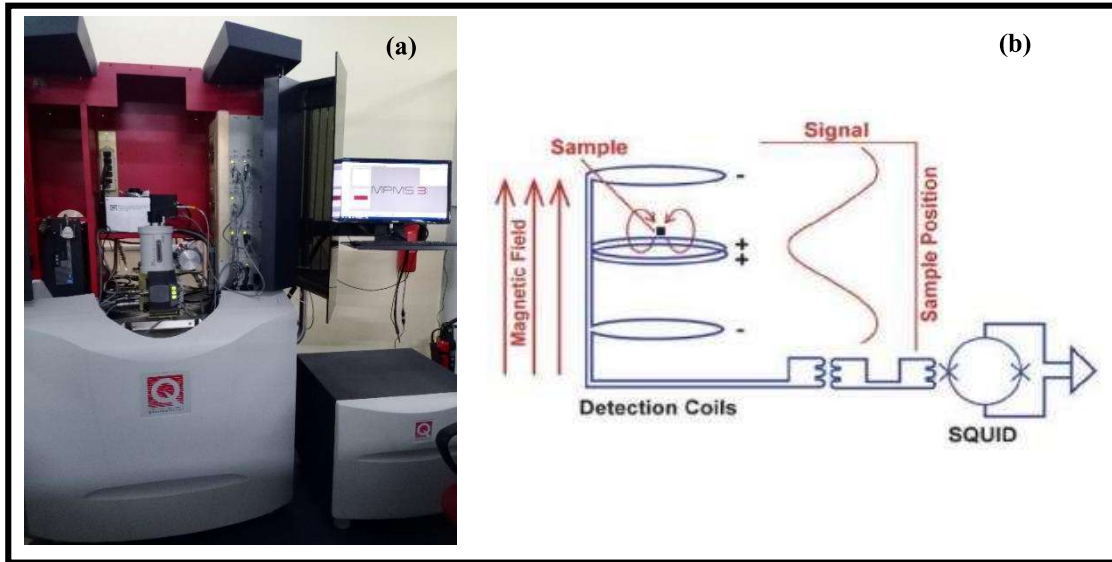 (a)
MPMS 3
Q
Q
(b)
Signal
Sample
Magnetic Field
-
+
+
-
Sample Position
Detection Coils
SQUID